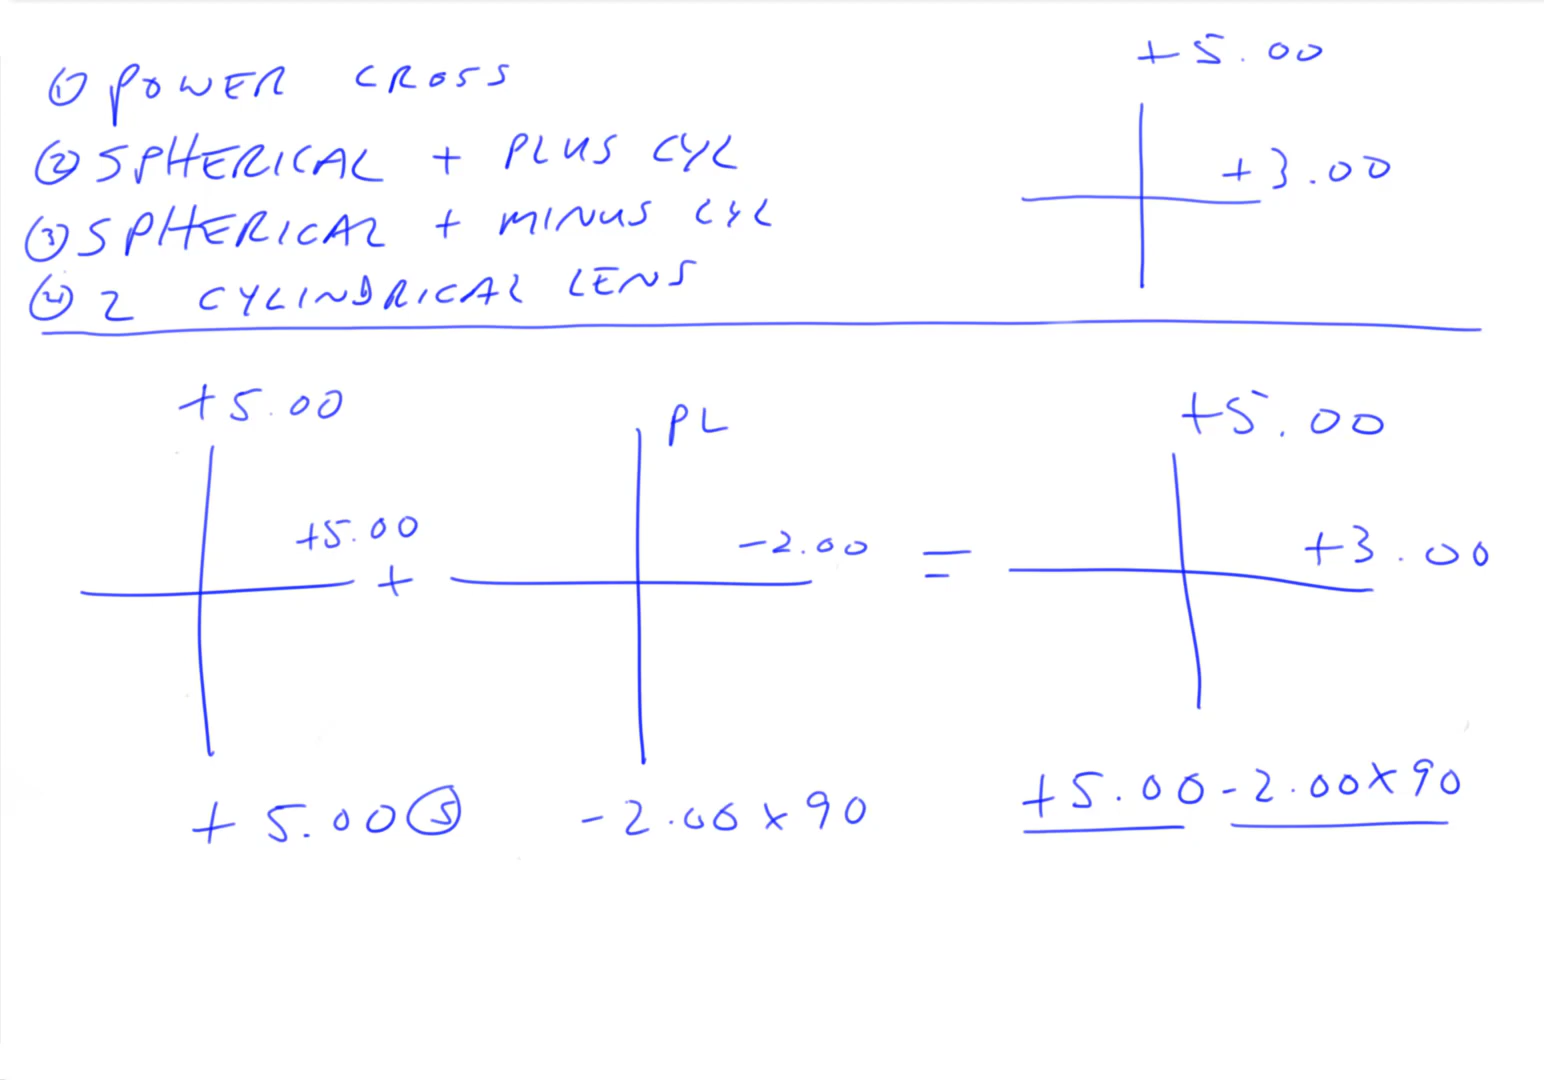 ① POWER CROSS
② SPHERICAL + PLUS CYL
③ SPHERICAL + MINUS CYL
④ 2 CYLINDRICAL LENS
+5.00
+3.00
+5.00
+5.00
+
PL
-2.00
=
+5.00
+3.00
+5.00 Ⓢ
-2.00 x 90
+5.00 -2.00 x 90